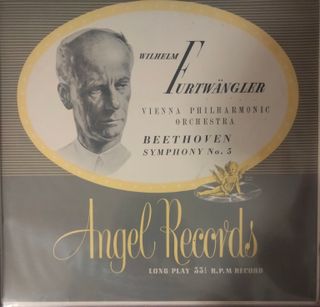 WILHELM
FURTWÄNGLER
VIENNA PHILHARMONIC
ORCHESTRA
BEETHOVEN
SYMPHONY No. 5
Angel Records
LONG PLAY 33⅓ R.P.M RECORD